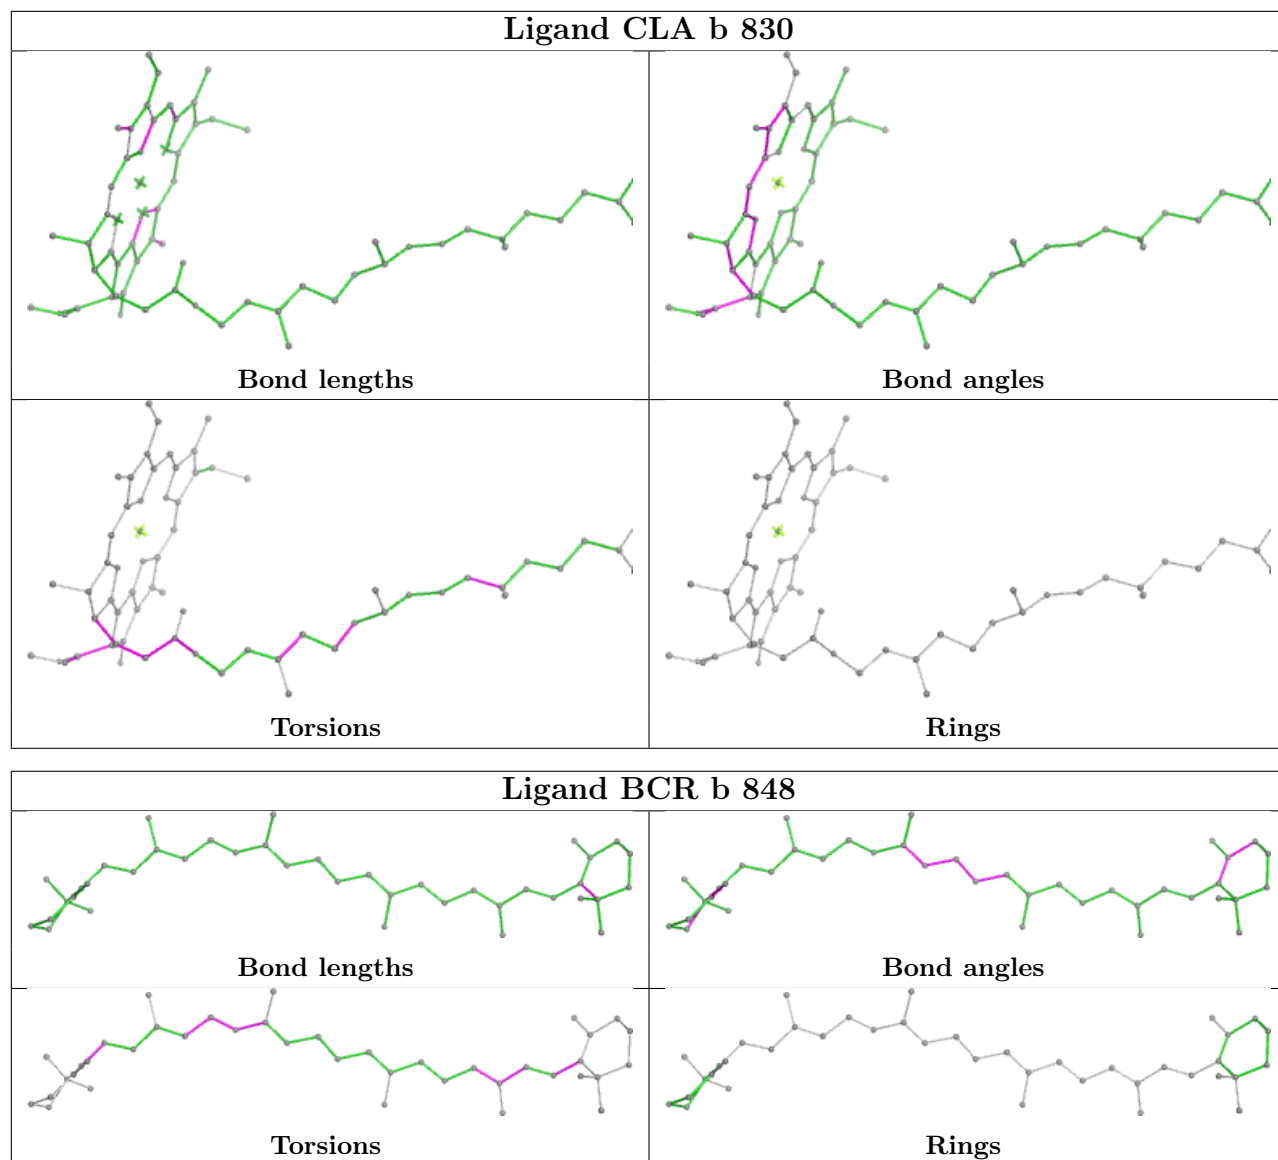 Ligand CLA b 830
Bond lengths
Bond angles
Torsions
Rings
Ligand BCR b 848
Bond lengths
Bond angles
Torsions
Rings